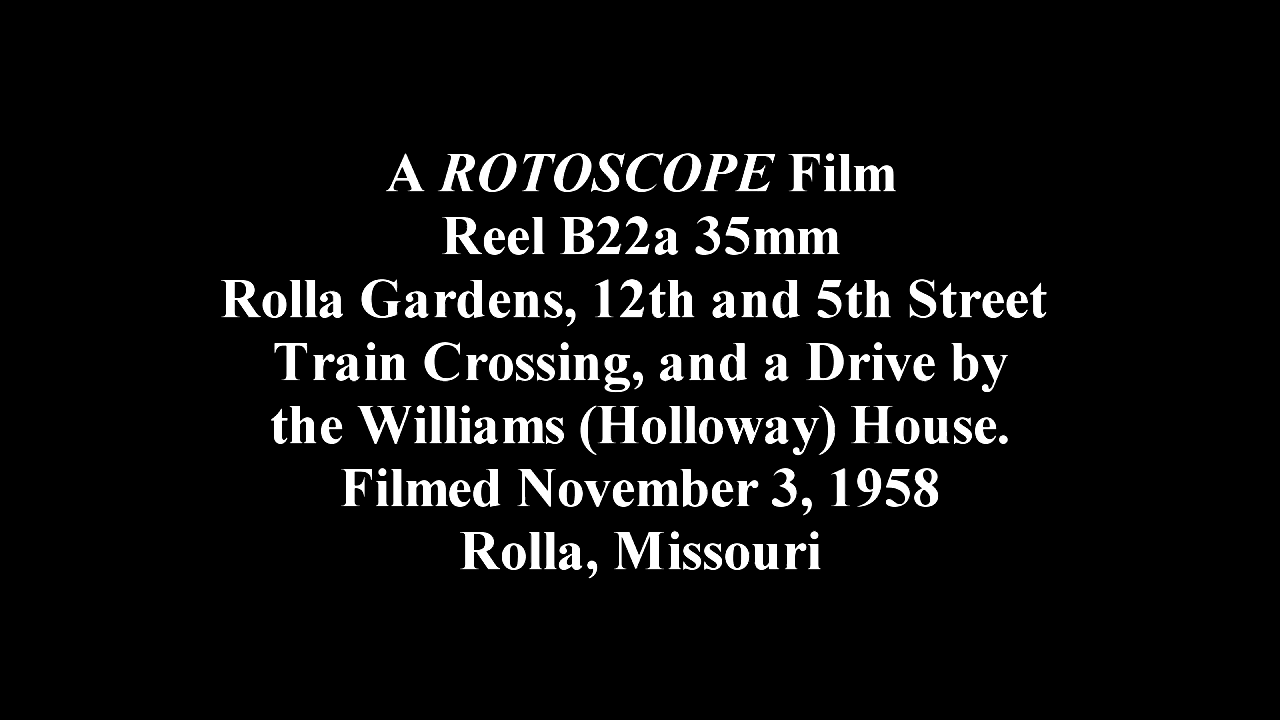 A ROTOSCOPE Film
Reel B22a 35mm
Rolla Gardens, 12th and 5th Street
Train Crossing, and a Drive by
the Williams (Holloway) House.
Filmed November 3, 1958
Rolla, Missouri